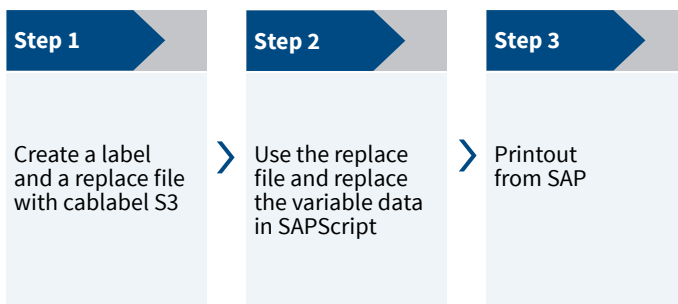 Step 1
Create a label
and a replace file
with cablabel S3
Step 2
Use the replace
file and replace
the variable data
in SAPScript
Step 3
Printout
from SAP